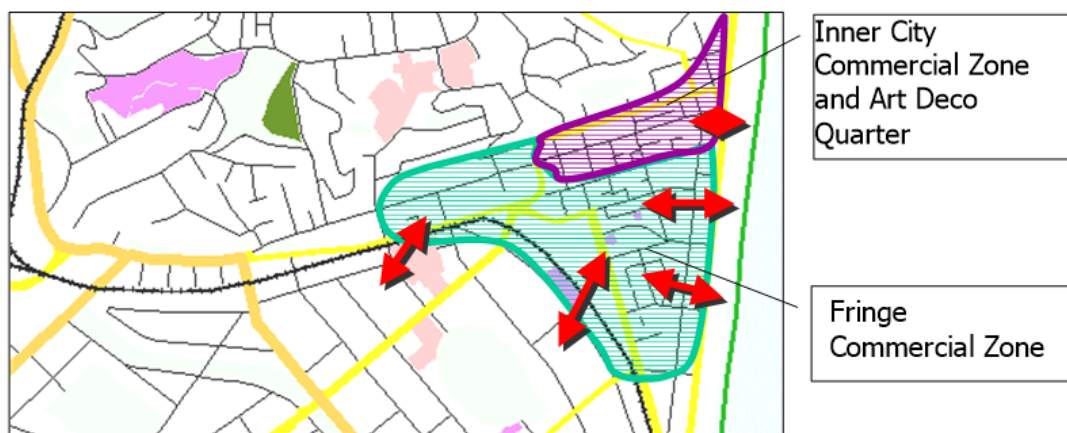 Inner City
Commercial Zone
and Art Deco
Quarter
Fringe
Commercial Zone